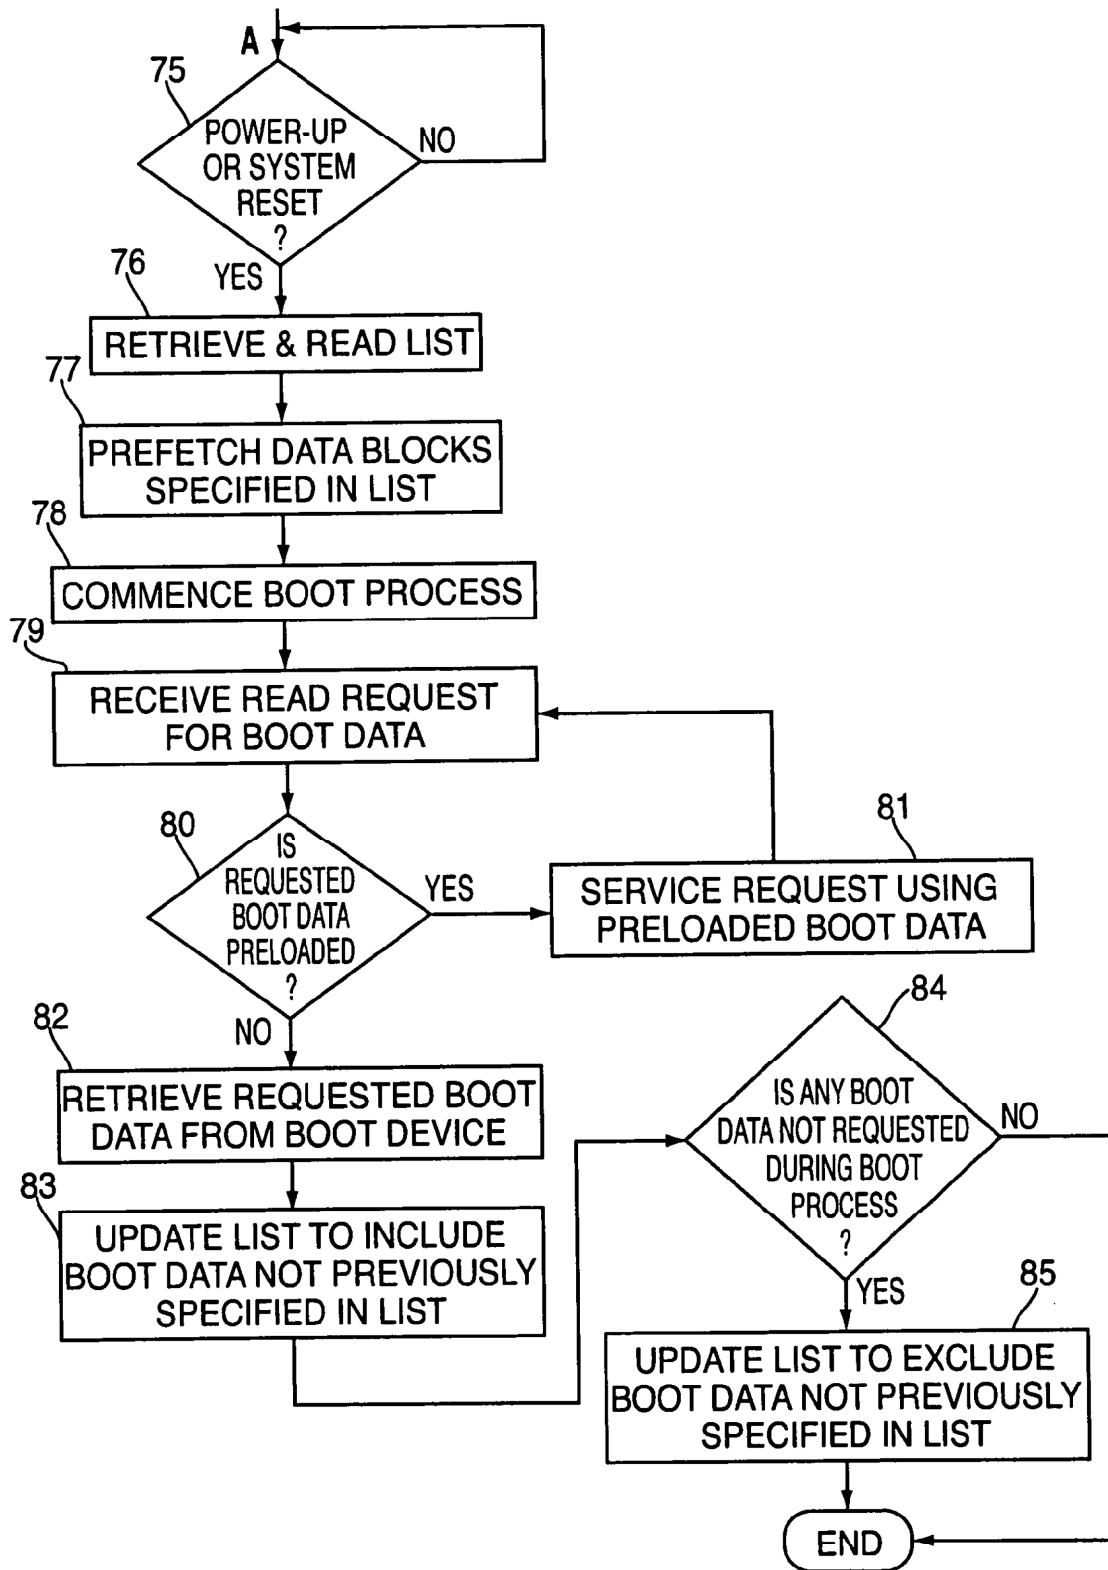 A
75
POWER-UP
OR SYSTEM
RESET
?
NO
YES
76
RETRIEVE & READ LIST
77
PREFETCH DATA BLOCKS
SPECIFIED IN LIST
78
COMMENCE BOOT PROCESS
79
RECEIVE READ REQUEST
FOR BOOT DATA
80
IS
REQUESTED
BOOT DATA
PRELOADED
?
YES
81
SERVICE REQUEST USING
PRELOADED BOOT DATA
NO
82
RETRIEVE REQUESTED BOOT
DATA FROM BOOT DEVICE
83
UPDATE LIST TO INCLUDE
BOOT DATA NOT PREVIOUSLY
SPECIFIED IN LIST
84
IS ANY BOOT
DATA NOT REQUESTED
DURING BOOT
PROCESS
?
NO
YES
85
UPDATE LIST TO EXCLUDE
BOOT DATA NOT PREVIOUSLY
SPECIFIED IN LIST
END